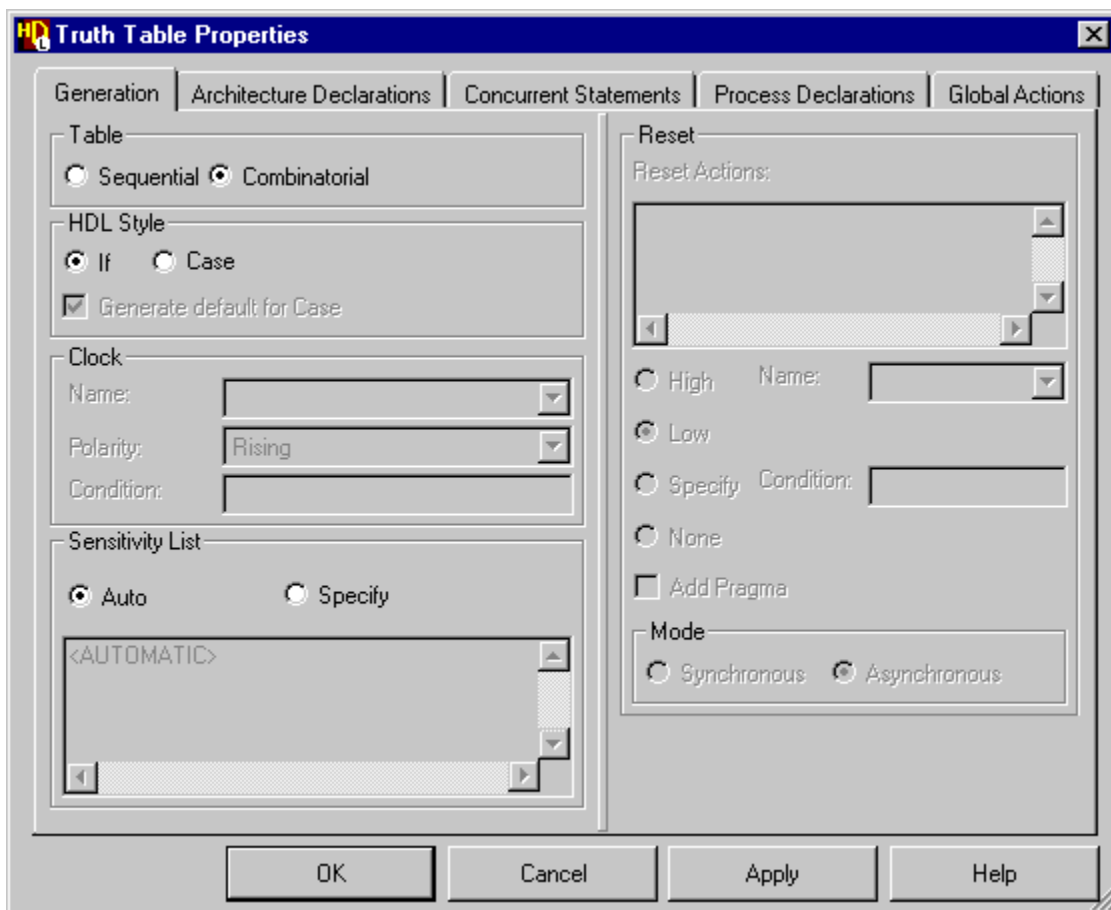 HDL Truth Table Properties
Generation Architecture Declarations Concurrent Statements Process Declarations Global Actions
Table
Sequential Combinatorial
HDL Style
If Case
Generate default for Case
Clock
Name:
Polarity: Rising
Condition:
Sensitivity List
Auto Specify
<AUTOMATIC>
Reset
Reset Actions:
High Name:
Low
Specify Condition:
None
Add Pragma
Mode
Synchronous Asynchronous
OK Cancel Apply Help